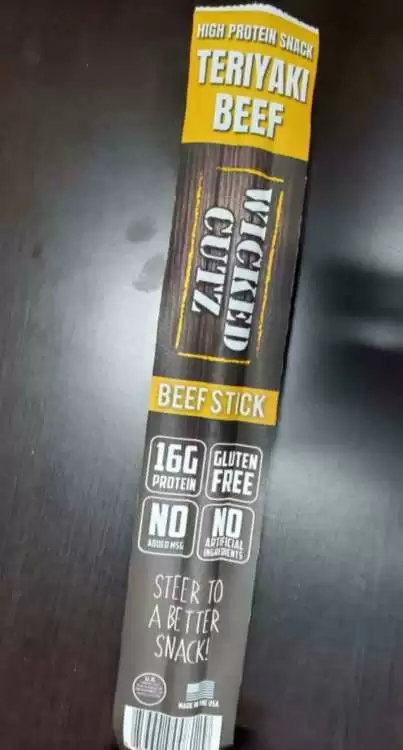 HIGH PROTEIN SNACK
TERIYAKI
BEEF
WICKED
CUTZ
BEEF STICK
16G
PROTEIN
GLUTEN
FREE
NO
ADDED MSG
NO
ARTIFICIAL
INGREDIENTS
STEER TO
A BETTER
SNACK!
MADE IN THE USA